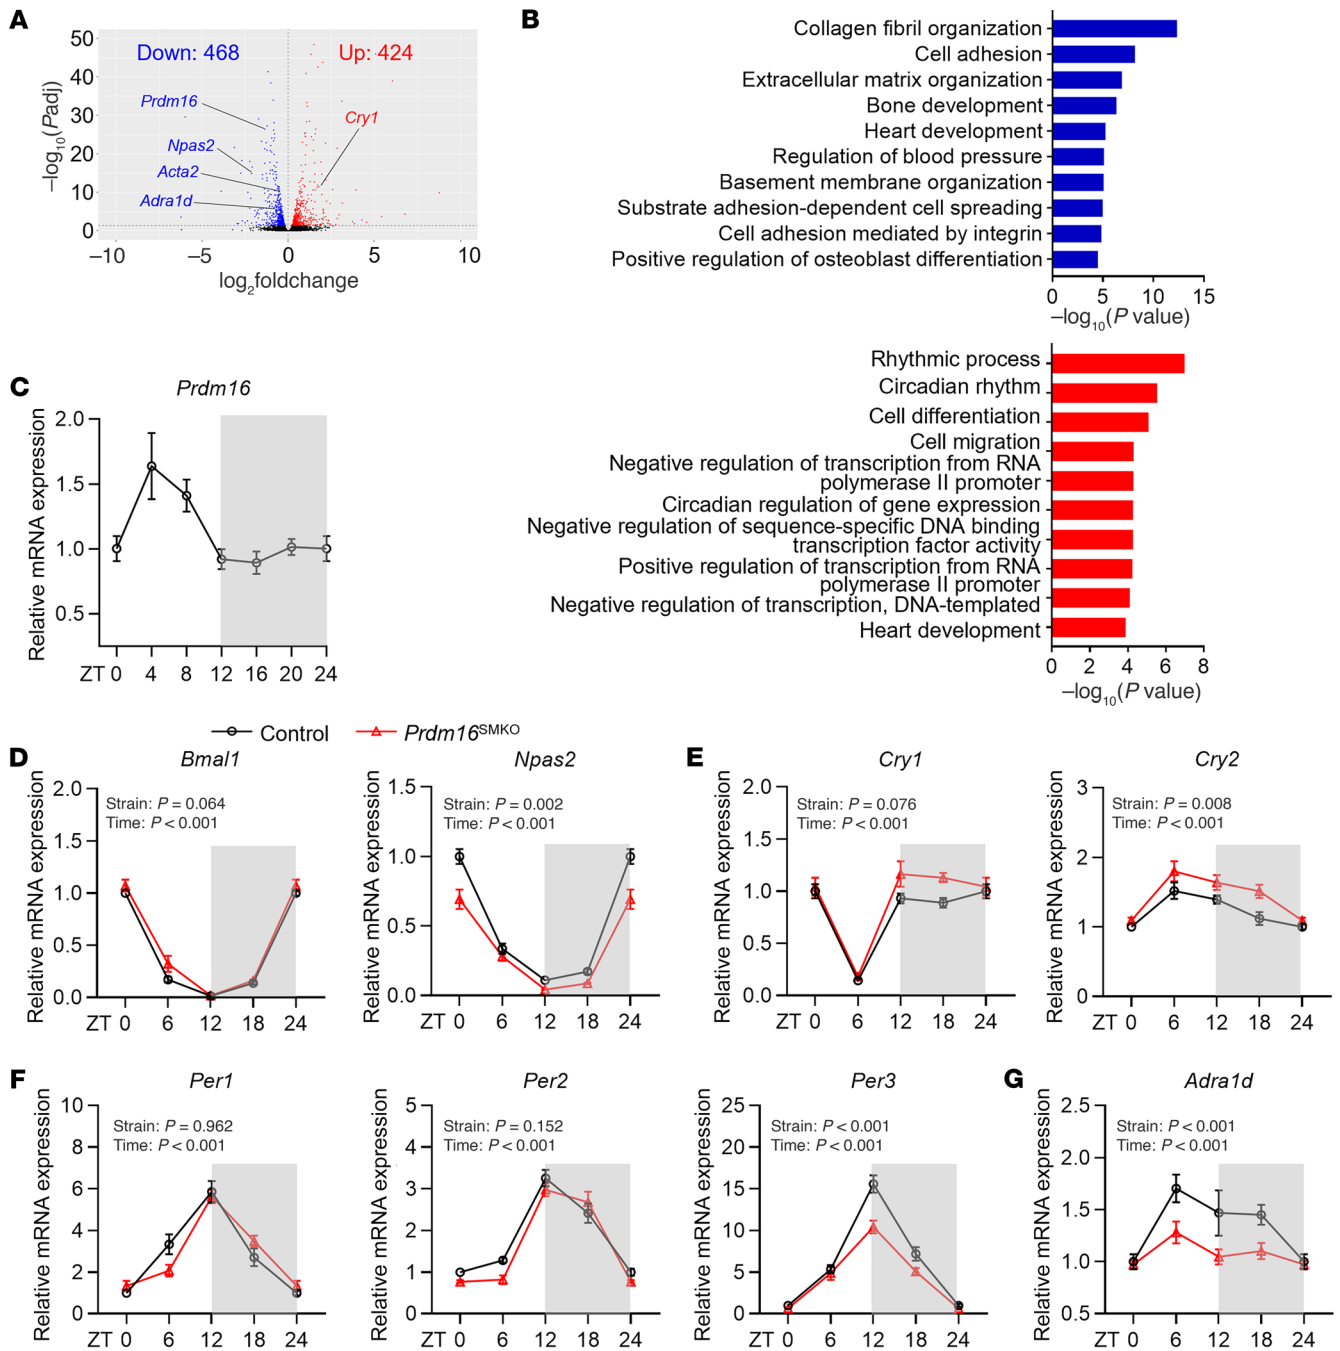 A
−log10(Padj)
50
40
30
20
10
0
Down: 468
Up: 424
Prdm16
Npas2
Acta2
Adra1d
Cry1
−10
−5
0
5
10
log2foldchange
B
Collagen fibril organization
Cell adhesion
Extracellular matrix organization
Bone development
Heart development
Regulation of blood pressure
Basement membrane organization
Substrate adhesion-dependent cell spreading
Cell adhesion mediated by integrin
Positive regulation of osteoblast differentiation
0 5 10 15
−log10(P value)
Rhythmic process
Circadian rhythm
Cell differentiation
Cell migration
Negative regulation of transcription from RNA
polymerase II promoter
Circadian regulation of gene expression
Negative regulation of sequence-specific DNA binding
transcription factor activity
Positive regulation of transcription from RNA
polymerase II promoter
Negative regulation of transcription, DNA-templated
Heart development
0 2 4 6 8
−log10(P value)
C
Prdm16
Relative mRNA expression
2.0
1.5
1.0
0.5
ZT 0 4 8 12 16 20 24
Control
Prdm16SMKO
D
Bmal1
Relative mRNA expression
2.0
1.5
1.0
0.5
0.0
Strain: P = 0.064
Time: P < 0.001
ZT 0 6 12 18 24
Npas2
Relative mRNA expression
1.5
1.0
0.5
0.0
Strain: P = 0.002
Time: P < 0.001
ZT 0 6 12 18 24
E
Cry1
Relative mRNA expression
2.0
1.5
1.0
0.5
0.0
Strain: P = 0.076
Time: P < 0.001
ZT 0 6 12 18 24
Cry2
Relative mRNA expression
3
2
1
0
Strain: P = 0.008
Time: P < 0.001
ZT 0 6 12 18 24
F
Per1
Relative mRNA expression
10
8
6
4
2
0
Strain: P = 0.962
Time: P < 0.001
ZT 0 6 12 18 24
Per2
Relative mRNA expression
5
4
3
2
1
0
Strain: P = 0.152
Time: P < 0.001
ZT 0 6 12 18 24
Per3
Relative mRNA expression
25
20
15
10
5
0
Strain: P < 0.001
Time: P < 0.001
ZT 0 6 12 18 24
G
Adra1d
Relative mRNA expression
2.5
2.0
1.5
1.0
0.5
Strain: P < 0.001
Time: P < 0.001
ZT 0 6 12 18 24